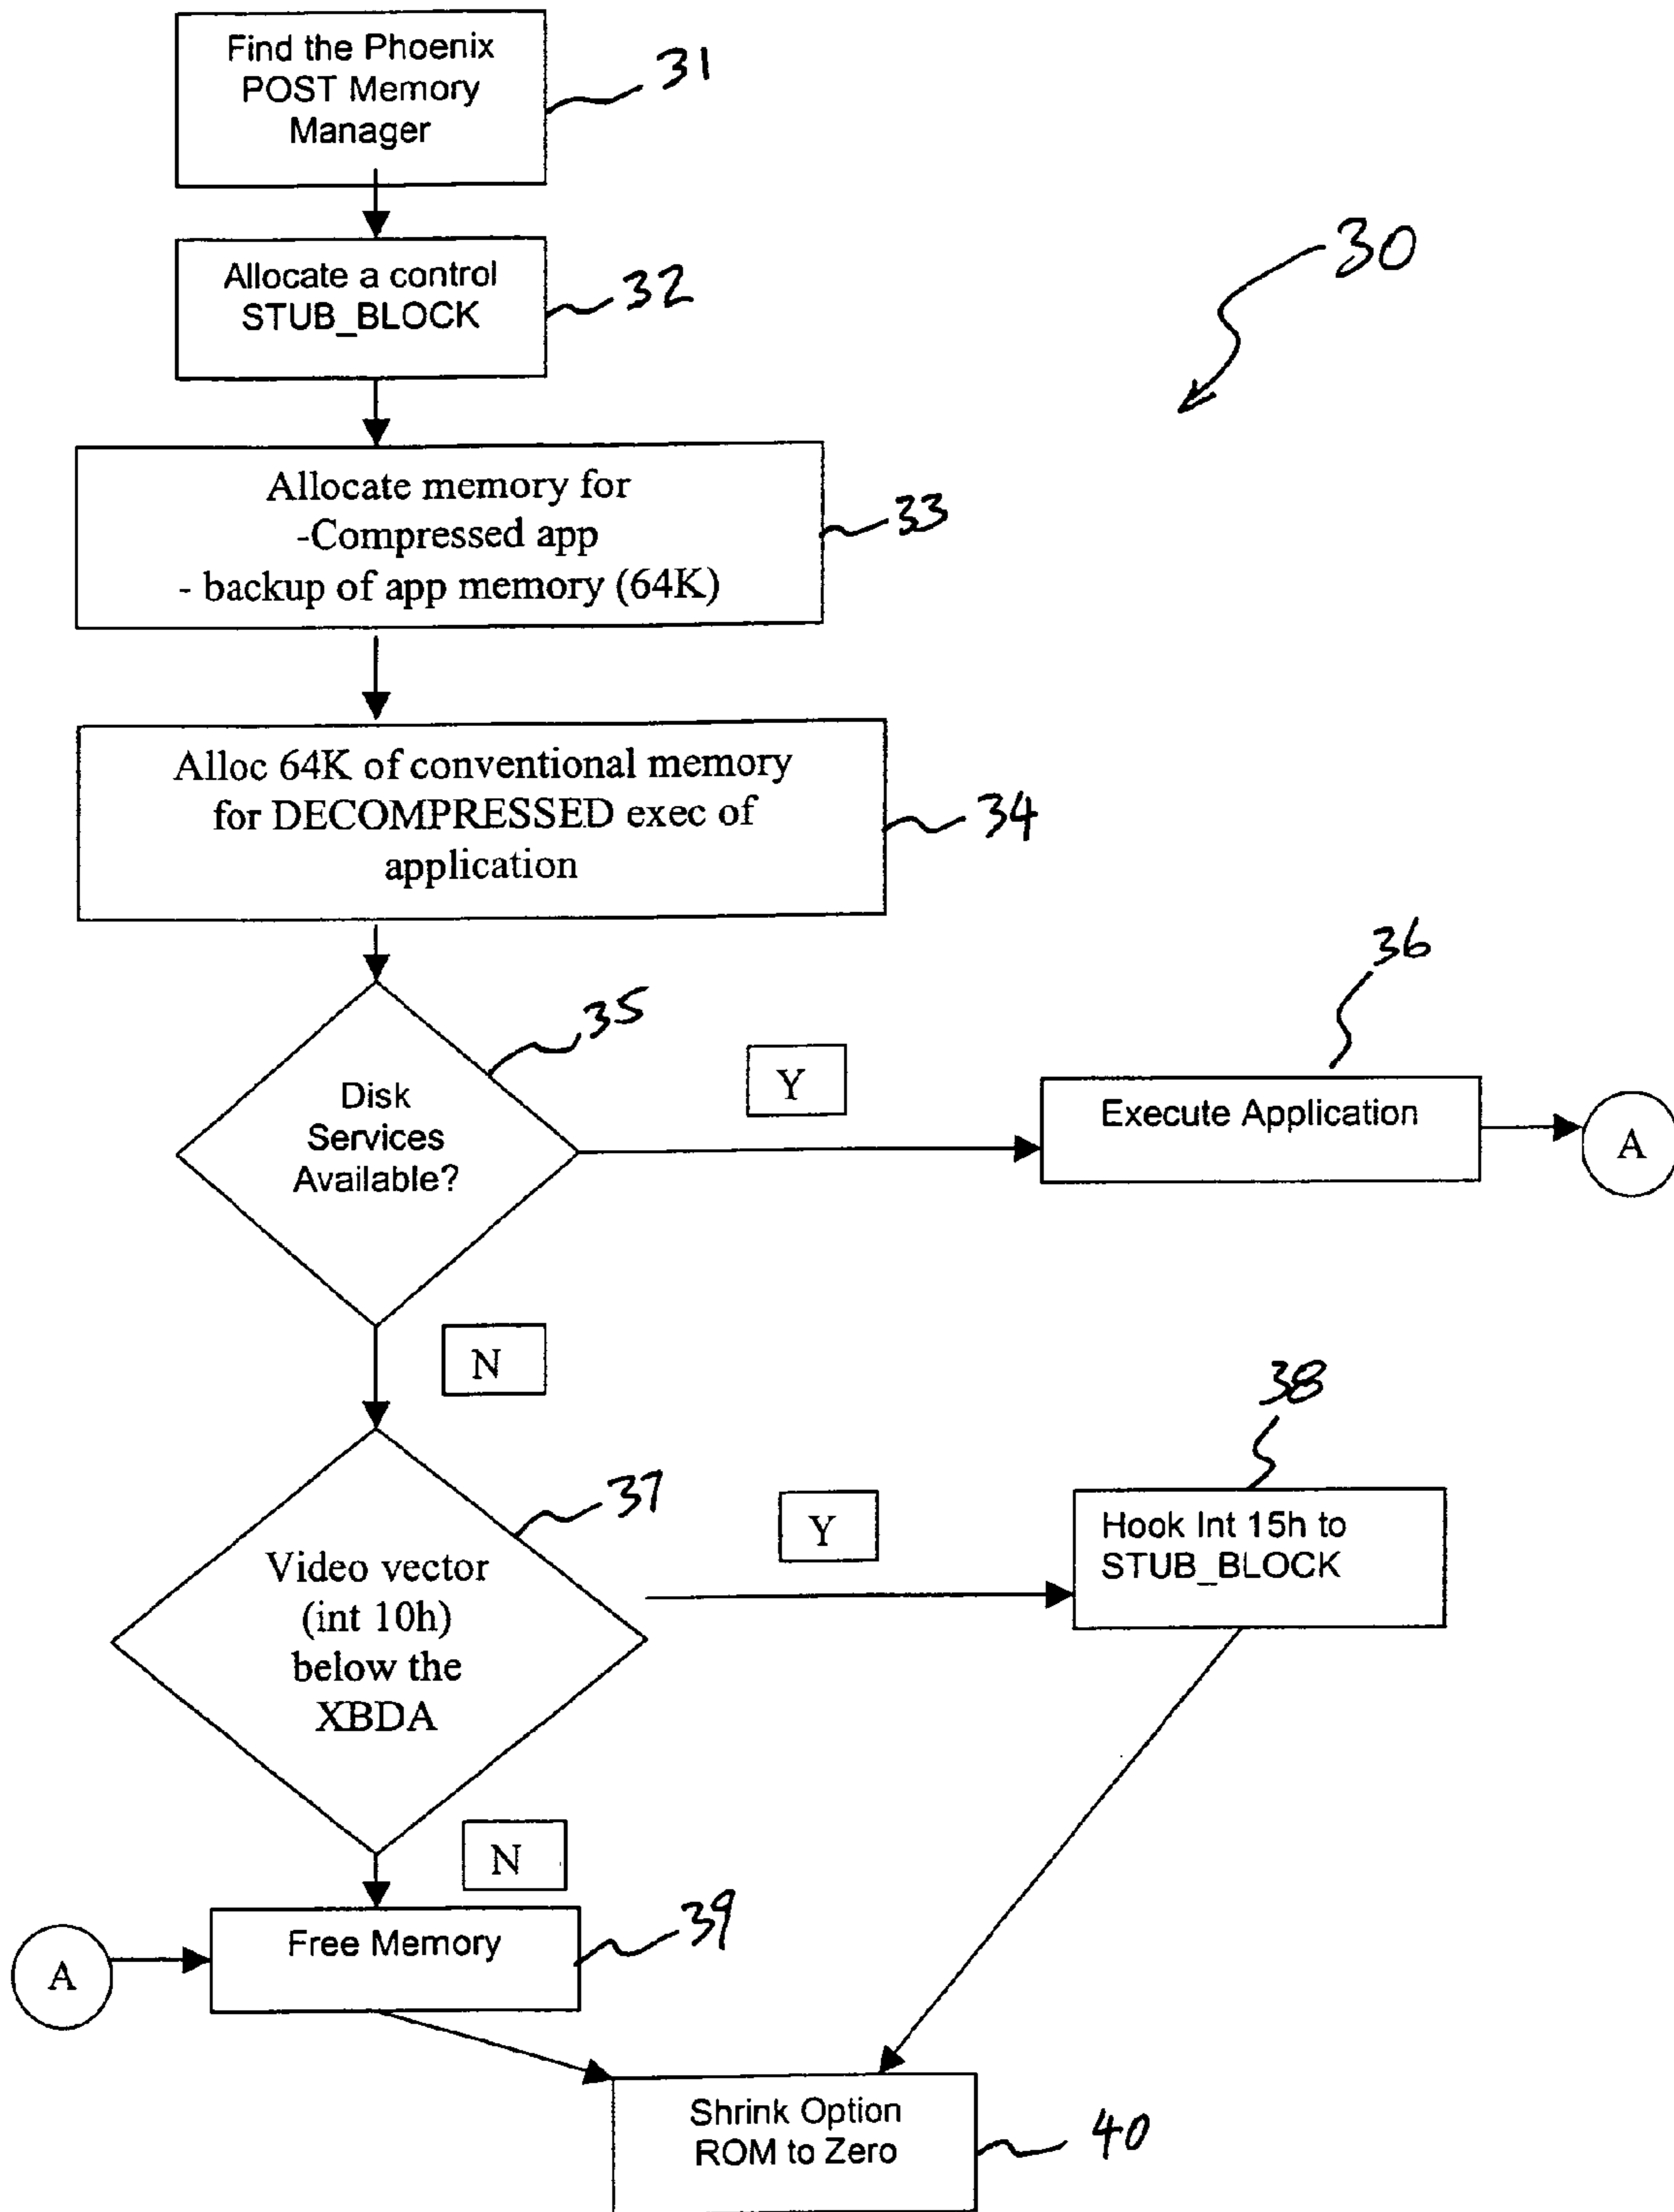 Find the Phoenix
POST Memory
Manager
31
Allocate a control
STUB_BLOCK
32
30
Allocate memory for
-Compressed app
- backup of app memory (64K)
33
Alloc 64K of conventional memory
for DECOMPRESSED exec of
application
34
Disk
Services
Available?
35
Y
Execute Application
36
A
N
Video vector
(int 10h)
below the
XBDA
37
Y
Hook Int 15h to
STUB_BLOCK
38
N
A
Free Memory
39
Shrink Option
ROM to Zero
40